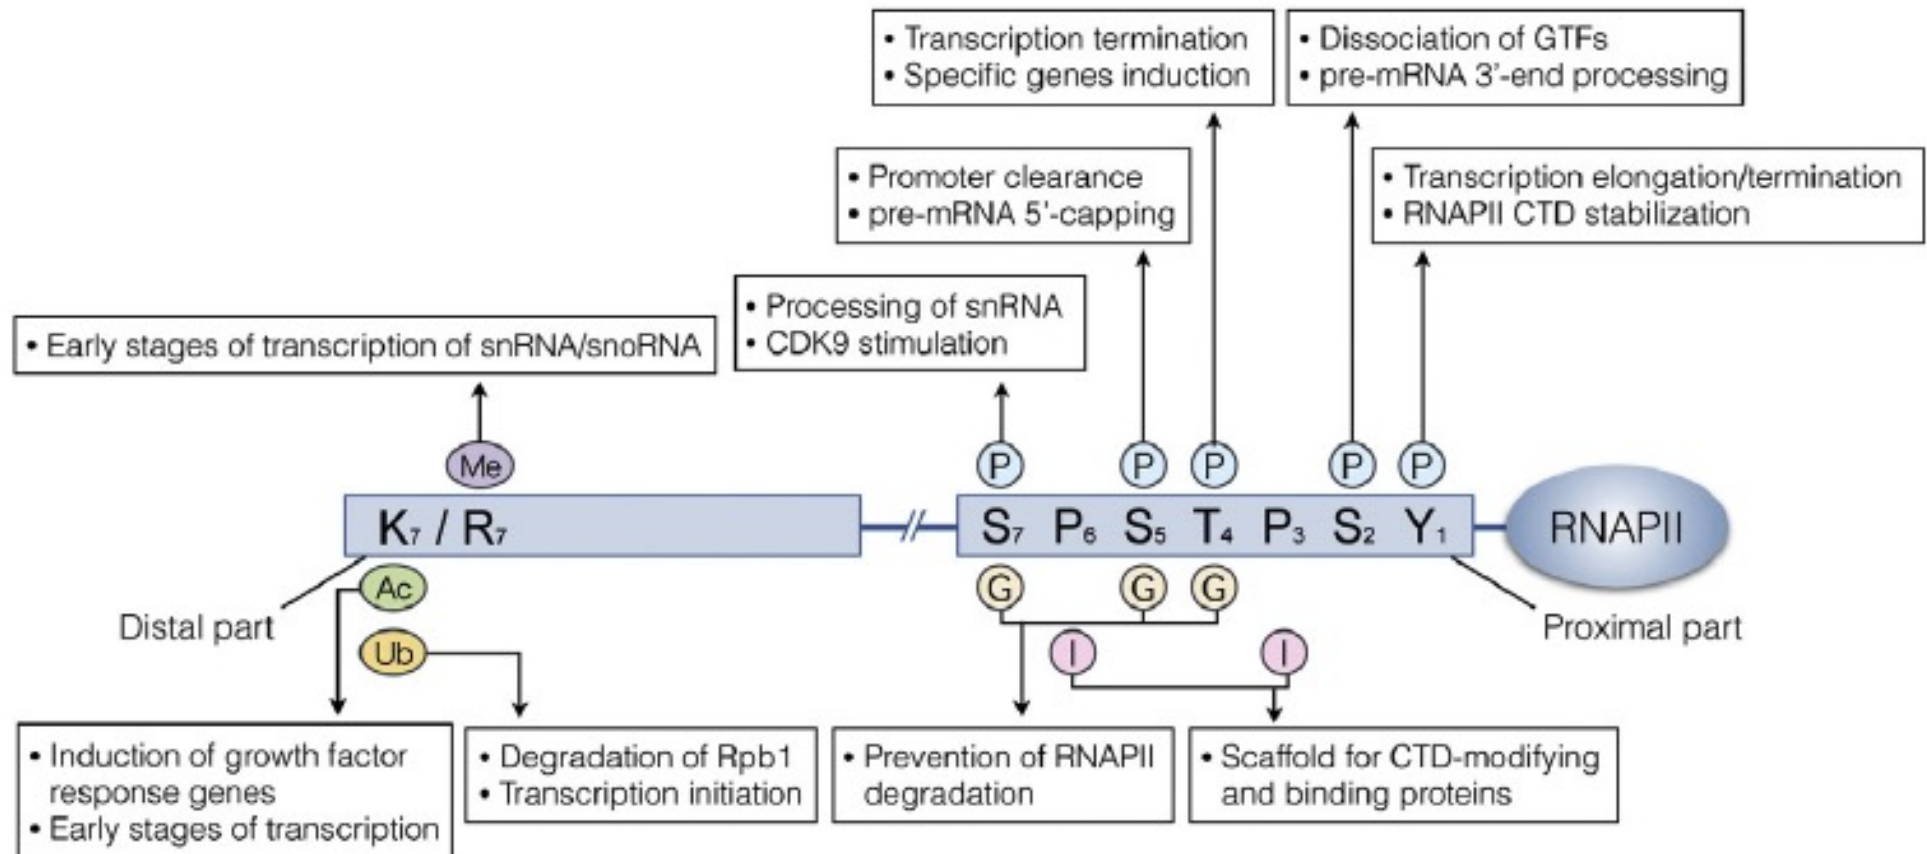 • Transcription termination
• Specific genes induction
• Dissociation of GTFs
• pre-mRNA 3'-end processing
• Promoter clearance
• pre-mRNA 5'-capping
• Transcription elongation/termination
• RNAPII CTD stabilization
• Processing of snRNA
• CDK9 stimulation
• Early stages of transcription of snRNA/snoRNA
Me
P
P
P
P
P
K₇ / R₇
S₇ P₆ S₅ T₄ P₃ S₂ Y₁
RNAPII
Ac
G
G
G
Distal part
Proximal part
Ub
I
I
• Induction of growth factor
response genes
• Early stages of transcription
• Degradation of Rpb1
• Transcription initiation
• Prevention of RNAPII
degradation
• Scaffold for CTD-modifying
and binding proteins